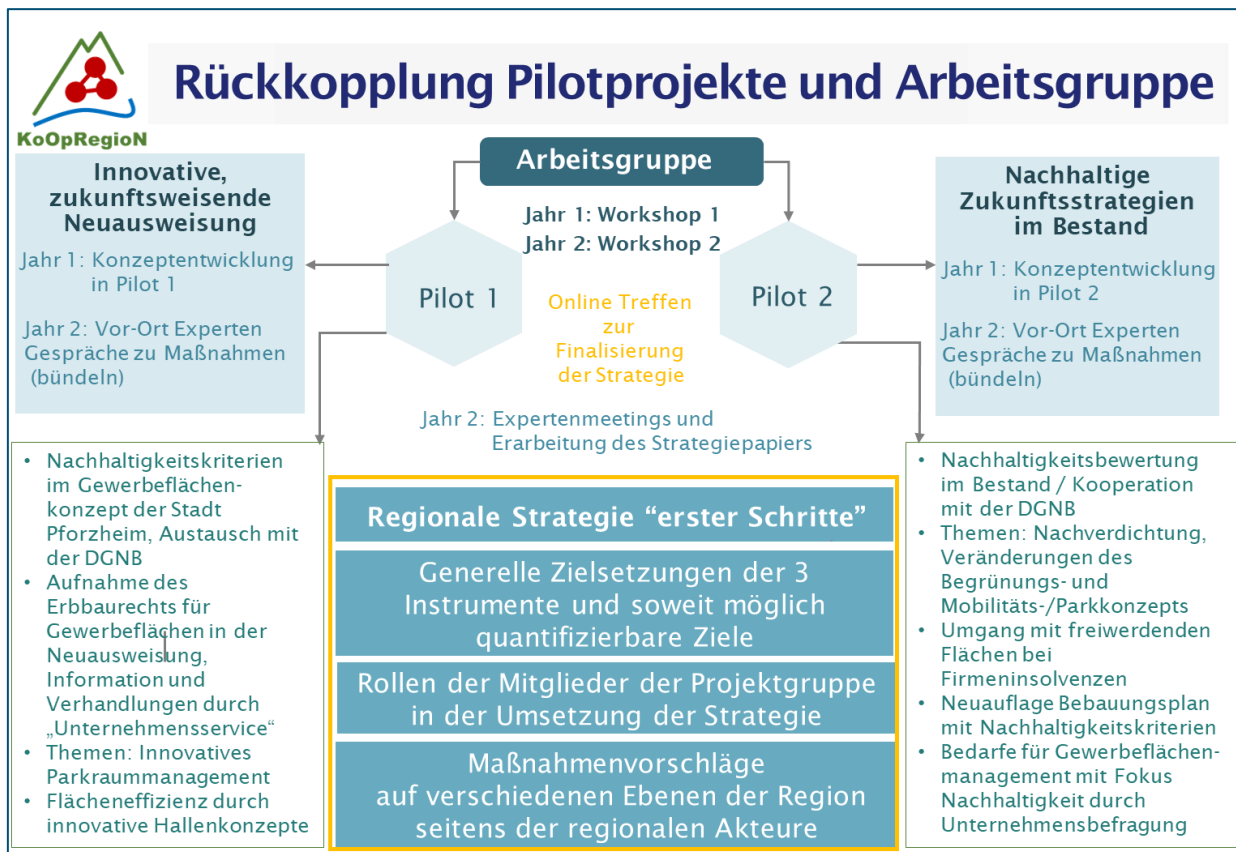 KoOpRegioN
Rückkopplung Pilotprojekte und Arbeitsgruppe
Arbeitsgruppe
Jahr 1: Workshop 1
Jahr 2: Workshop 2
Innovative,
zukunftsweisende
Neuausweisung
Jahr 1: Konzeptentwicklung
in Pilot 1
Jahr 2: Vor-Ort Experten
Gespräche zu Maßnahmen
(bündeln)
Pilot 1
Online Treffen
zur
Finalisierung
der Strategie
Pilot 2
Nachhaltige
Zukunftsstrategien
im Bestand
Jahr 1: Konzeptentwicklung
in Pilot 2
Jahr 2: Vor-Ort Experten
Gespräche zu Maßnahmen
(bündeln)
Jahr 2: Expertenmeetings und
Erarbeitung des Strategiepapiers
• Nachhaltigkeitskriterien
im Gewerbeflächen-
konzept der Stadt
Pforzheim, Austausch mit
der DGNB
• Aufnahme des
Erbbaurechts für
Gewerbeflächen in der
Neuausweisung,
Information und
Verhandlungen durch
„Unternehmensservice“
• Themen: Innovatives
Parkraummanagement
• Flächeneffizienz durch
innovative Hallenkonzepte
Regionale Strategie “erster Schritte”
Generelle Zielsetzungen der 3
Instrumente und soweit möglich
quantifizierbare Ziele
Rollen der Mitglieder der Projektgruppe
in der Umsetzung der Strategie
Maßnahmenvorschläge
auf verschiedenen Ebenen der Region
seitens der regionalen Akteure
• Nachhaltigkeitsbewertung
im Bestand / Kooperation
mit der DGNB
• Themen: Nachverdichtung,
Veränderungen des
Begrünungs- und
Mobilitäts-/Parkkonzepts
• Umgang mit freiwerdenden
Flächen bei
Firmeninsolvenzen
• Neuauflage Bebauungsplan
mit Nachhaltigkeitskriterien
• Bedarfe für Gewerbeflächen-
management mit Fokus
Nachhaltigkeit durch
Unternehmensbefragung